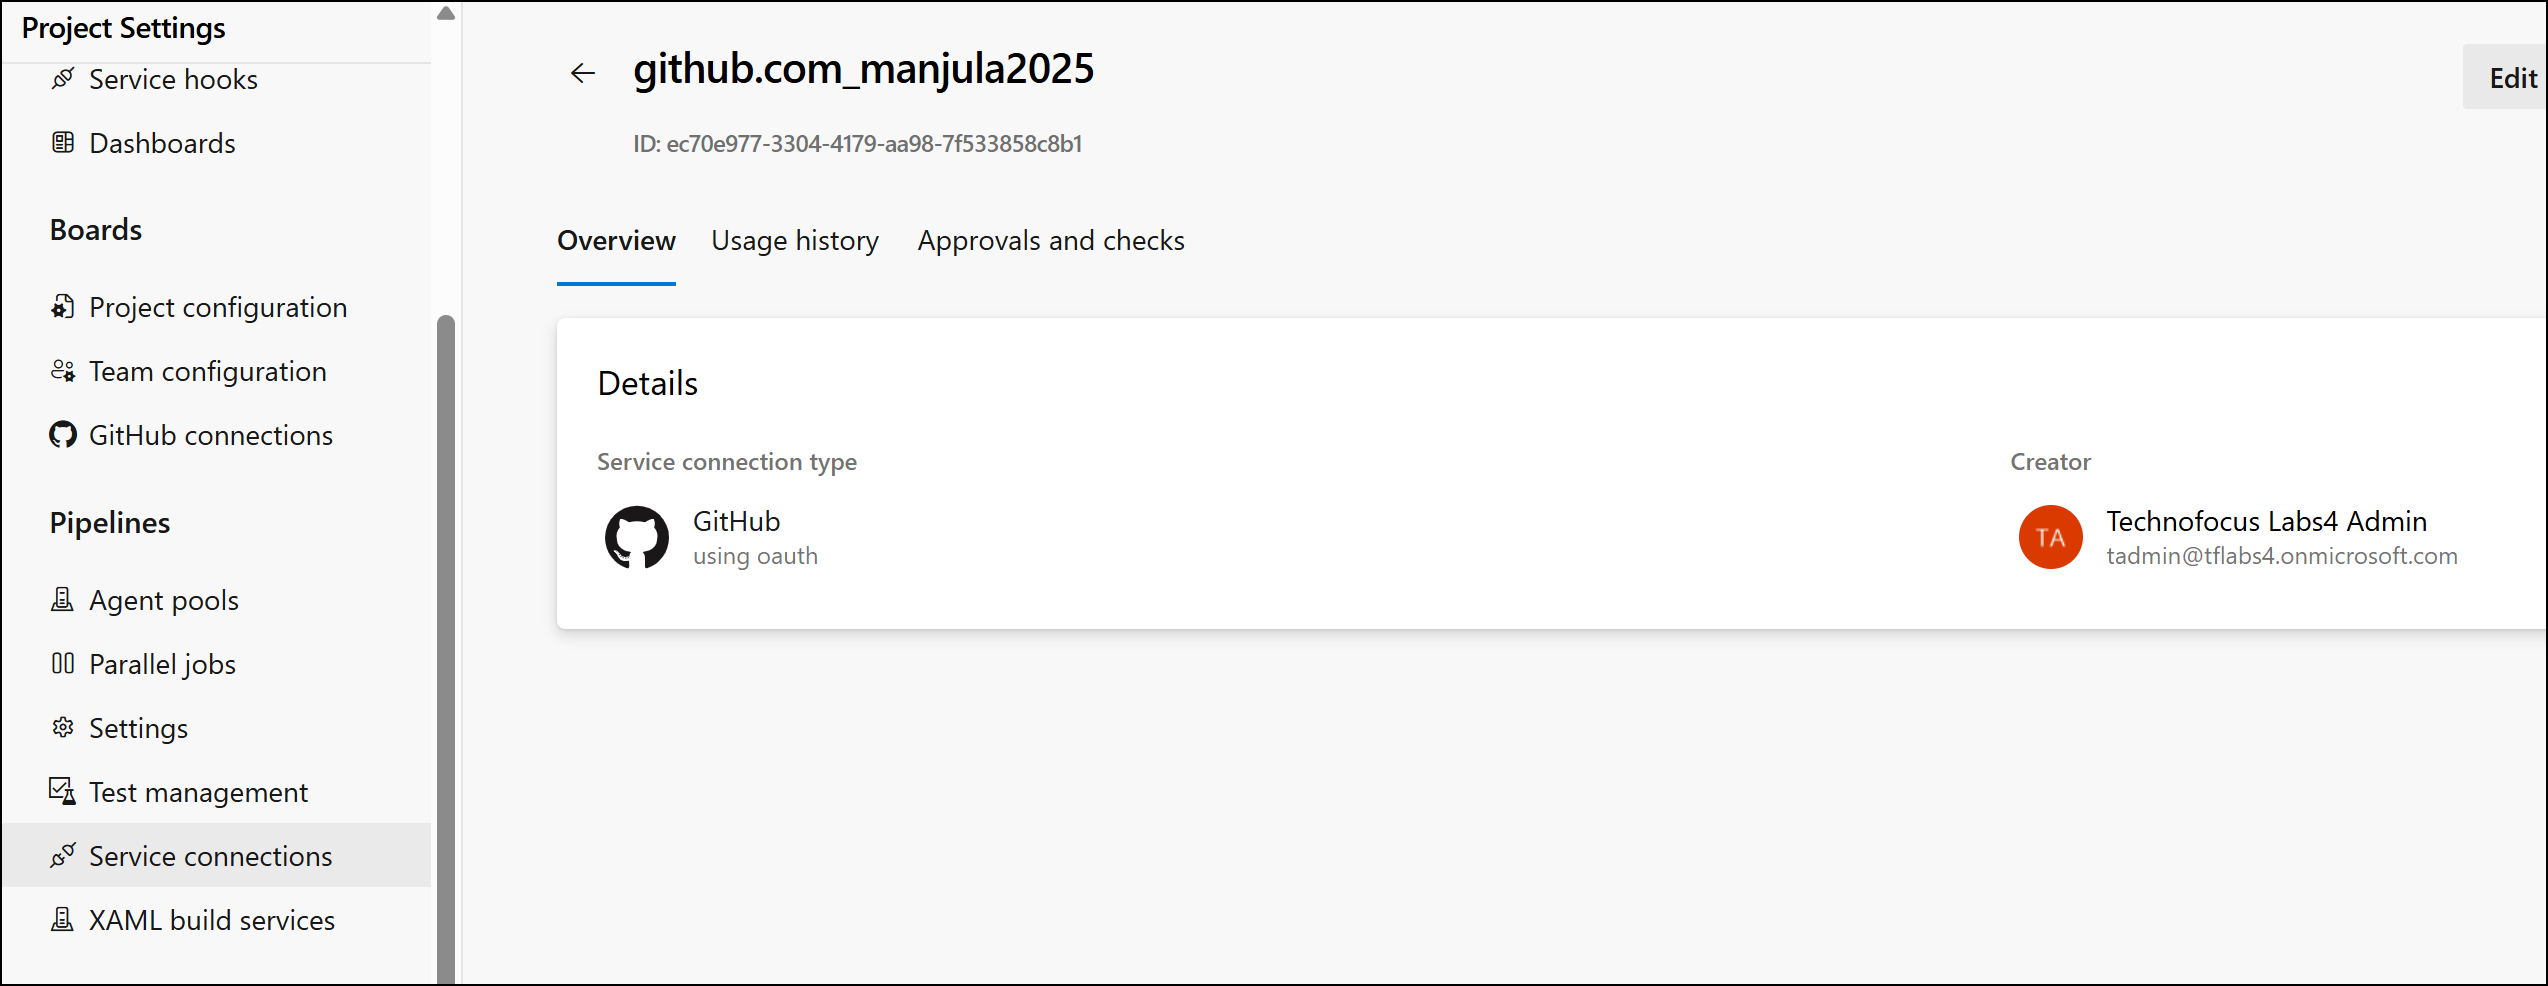 Project Settings
Service hooks
Dashboards
Boards
Project configuration
Team configuration
GitHub connections
Pipelines
Agent pools
Parallel jobs
Settings
Test management
Service connections
XAML build services
github.com_manjula2025
Edit
ID: ec70e977-3304-4179-aa98-7f533858c8b1
Overview Usage history Approvals and checks
Details
Service connection type
GitHub
using oauth
Creator
TA
Technofocus Labs4 Admin
tadmin@tflabs4.onmicrosoft.com